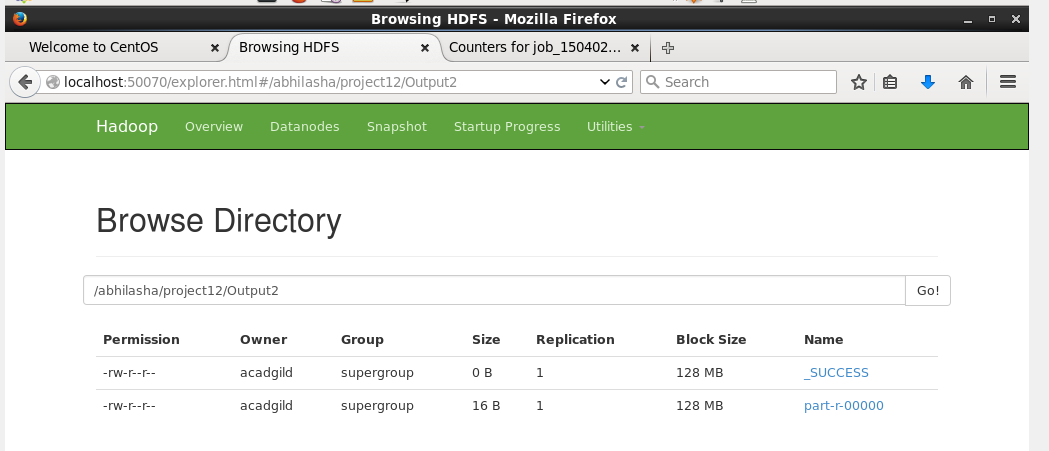 Browsing HDFS - Mozilla Firefox
Welcome to CentOS Browsing HDFS Counters for job_150402...
localhost:50070/explorer.html#/abhilasha/project12/Output2 Search
Hadoop Overview Datanodes Snapshot Startup Progress Utilities
Browse Directory
/abhilasha/project12/Output2 Go!
Permission Owner Group Size Replication Block Size Name
-rw-r--r-- acadgild supergroup 0 B 1 128 MB _SUCCESS
-rw-r--r-- acadgild supergroup 16 B 1 128 MB part-r-00000